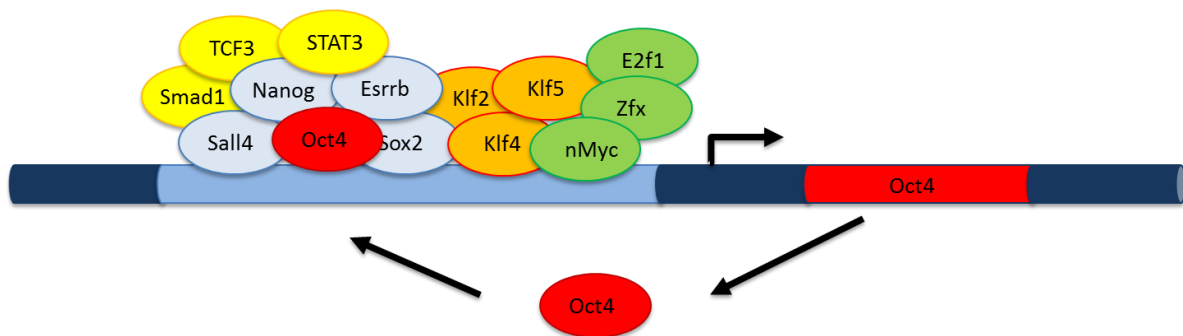 TCF3
STAT3
Smad1
Nanog
Esrrb
Klf2
Klf5
E2f1
Zfx
Sall4
Oct4
Sox2
Klf4
nMyc
Oct4
Oct4